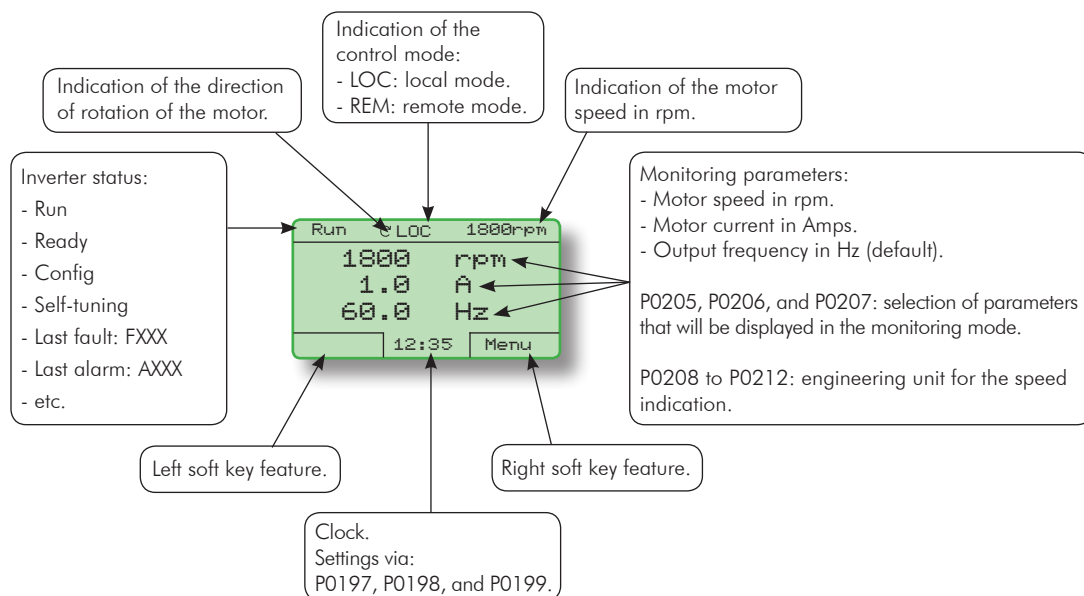 Indication of the
control mode:
- LOC: local mode.
- REM: remote mode.
Indication of the direction
of rotation of the motor.
Indication of the motor
speed in rpm.
Inverter status:
- Run
- Ready
- Config
- Self-tuning
- Last fault: FXXX
- Last alarm: AXXX
- etc.
Monitoring parameters:
- Motor speed in rpm.
- Motor current in Amps.
- Output frequency in Hz (default).
P0205, P0206, and P0207: selection of parameters
that will be displayed in the monitoring mode.
P0208 to P0212: engineering unit for the speed
indication.
Run LOC 1800rpm
1800 rpm
1.0 A
60.0 Hz
12:35 Menu
Left soft key feature.
Right soft key feature.
Clock.
Settings via:
P0197, P0198, and P0199.